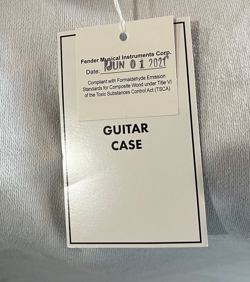 Fender Musical Instruments Corp.
Date: JUN 01 2021
Compliant with Formaldehyde Emission
Standards for Composite Wood under Title VI
of the Toxic Substances Control Act (TSCA)
GUITAR
CASE